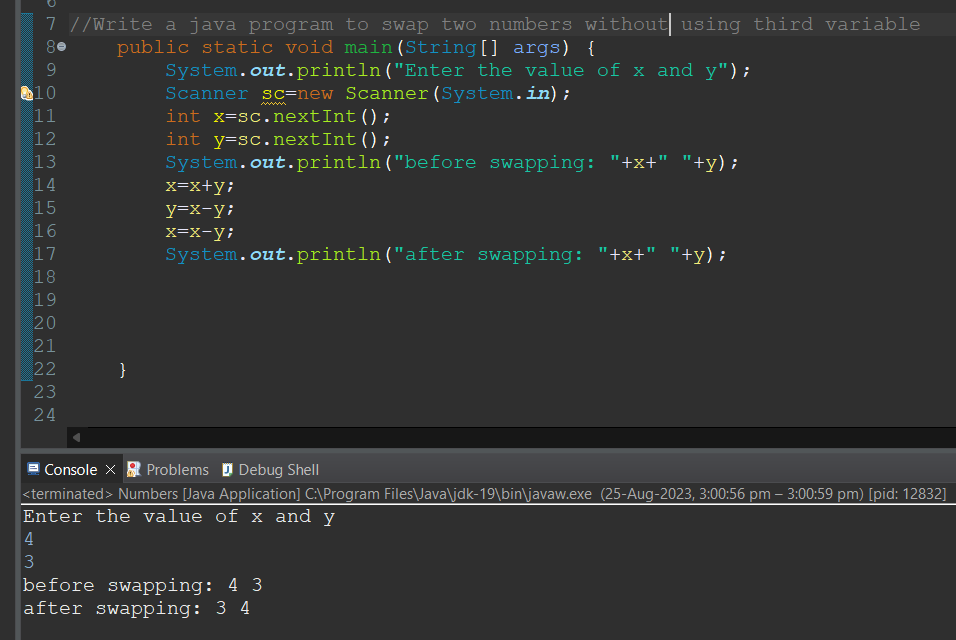 6
7 //Write a java program to swap two numbers without using third variable
8 public static void main(String[] args) {
9 System.out.println("Enter the value of x and y");
10 Scanner sc=new Scanner(System.in);
11 int x=sc.nextInt();
12 int y=sc.nextInt();
13 System.out.println("before swapping: "+x+" "+y);
14 x=x+y;
15 y=x-y;
16 x=x-y;
17 System.out.println("after swapping: "+x+" "+y);
18
19
20
21
22 }
23
24
Console Problems Debug Shell
<terminated> Numbers [Java Application] C:\Program Files\Java\jdk-19\bin\javaw.exe (25-Aug-2023, 3:00:56 pm – 3:00:59 pm) [pid: 12832]
Enter the value of x and y
4
3
before swapping: 4 3
after swapping: 3 4